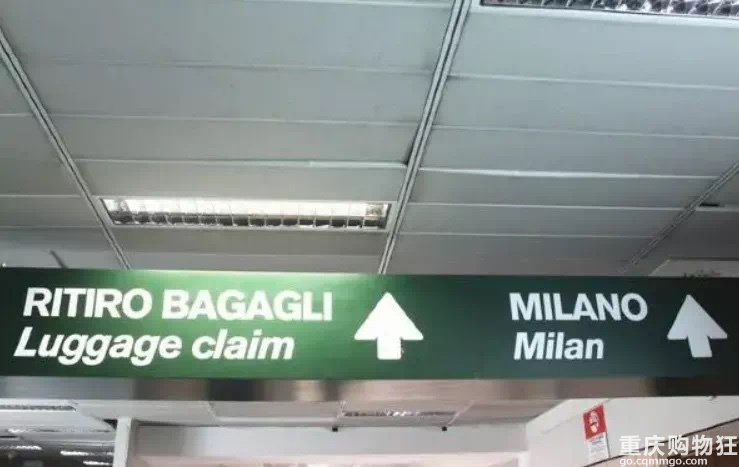 RITIRO BAGAGLI
Luggage claim
MILANO
Milan
重庆购物狂
go.cqmmgo.com